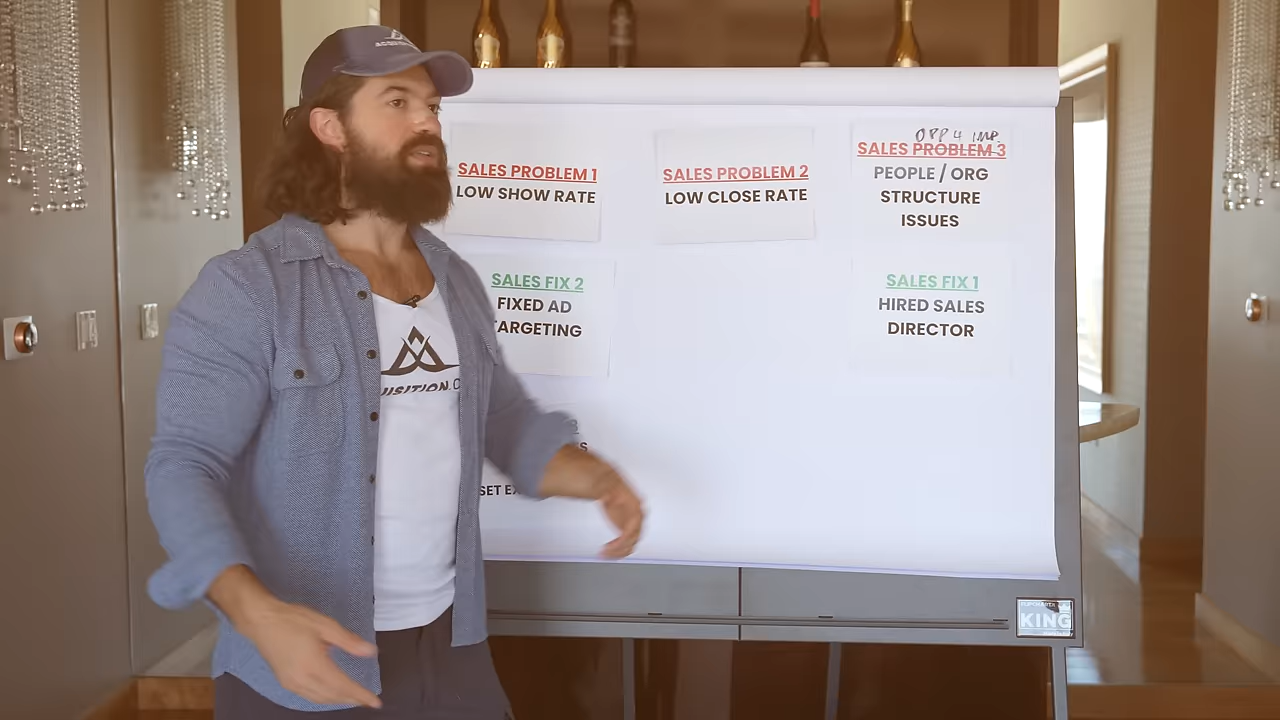 SALES PROBLEM 1
LOW SHOW RATE
SALES PROBLEM 2
LOW CLOSE RATE
OPP 4 IMP
SALES PROBLEM 3
PEOPLE / ORG
STRUCTURE
ISSUES
SALES FIX 2
FIXED AD
TARGETING
SALES FIX 1
HIRED SALES
DIRECTOR
SET
KING